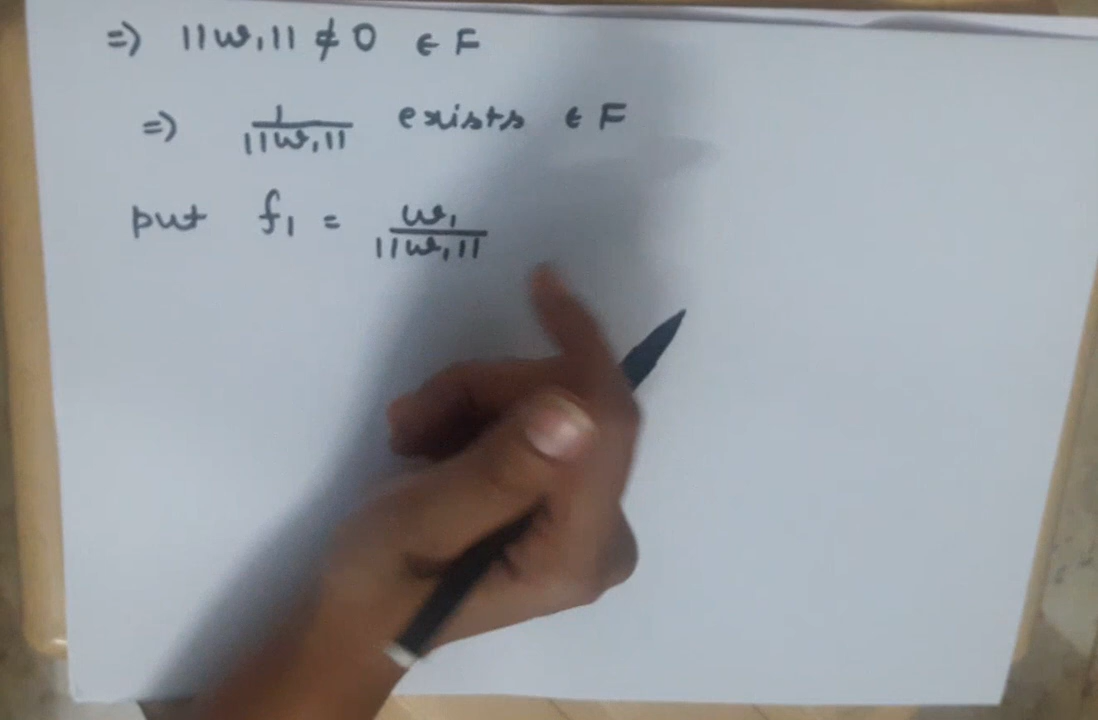 => ||w₁|| ≠ 0 ∈ F
=> 1/||w₁|| exists ∈ F
put f₁ = w₁/||w₁||